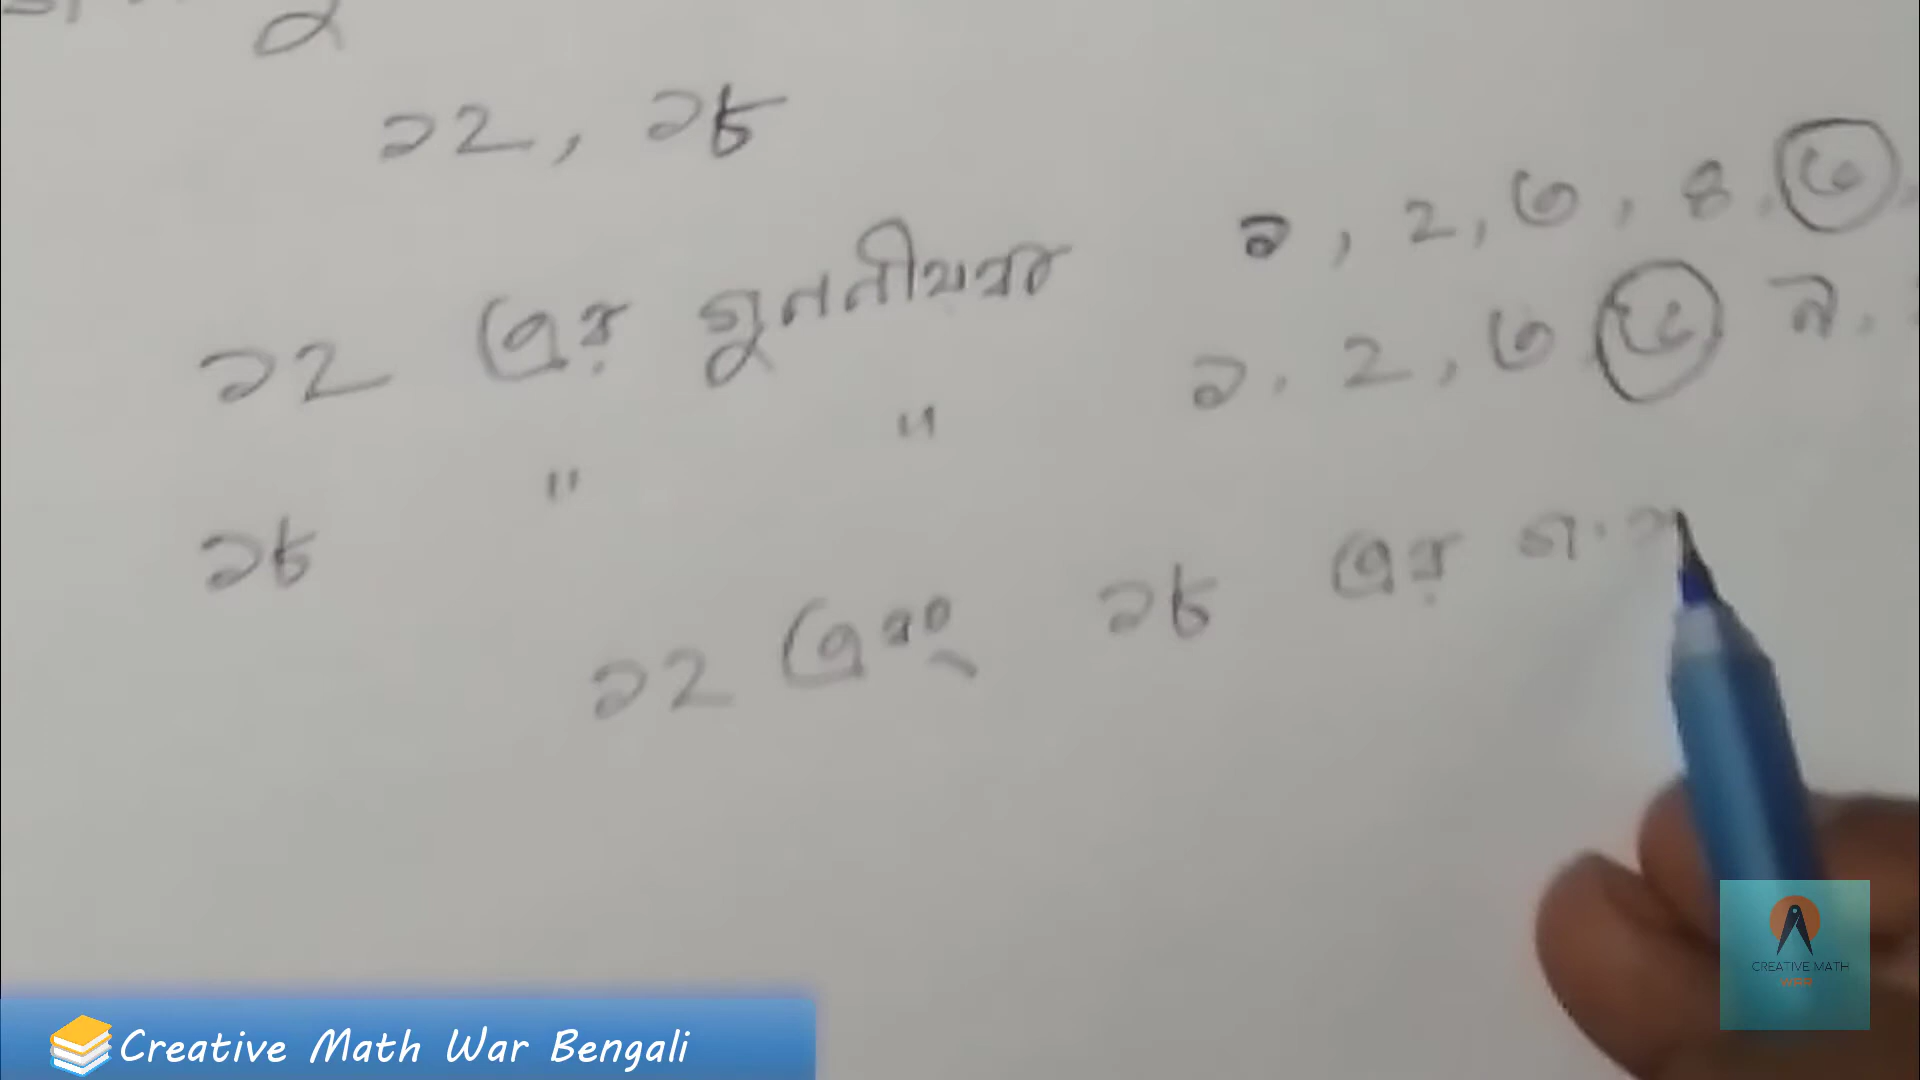 ১২, ১৮
১২ এর গুননীয়ক ১, ২, ৩, ৪, ৬
১৮ " " ১, ২, ৩ ৬ ৯,
১২ এবং ১৮ এর গ.
Creative Math War Bengali
CREATIVE MATH
WAR